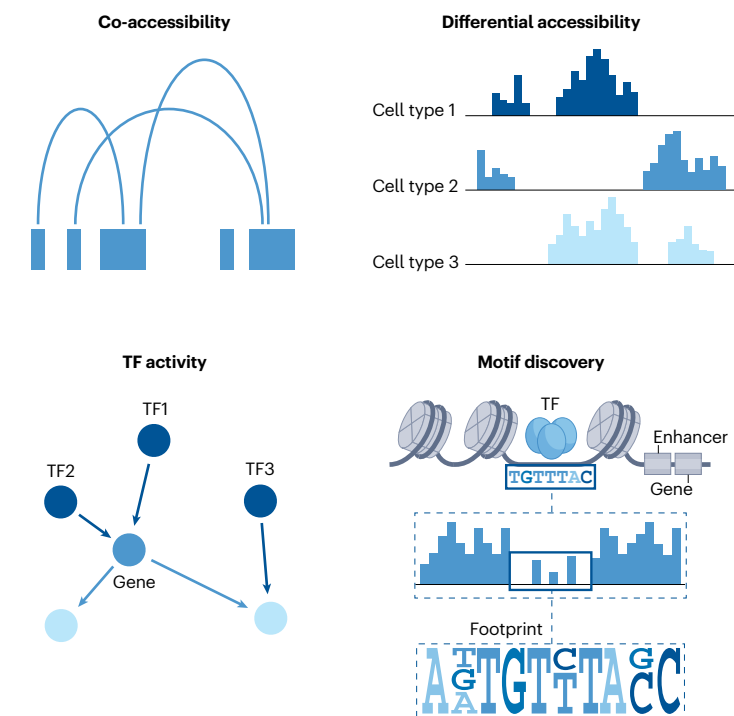 Co-accessibility
Differential accessibility
Cell type 1
Cell type 2
Cell type 3
TF activity
TF1
TF2
TF3
Gene
Motif discovery
TF
Enhancer
TGTTTAC
Gene
Footprint
T C G
ATGTGTTTACC
G
A